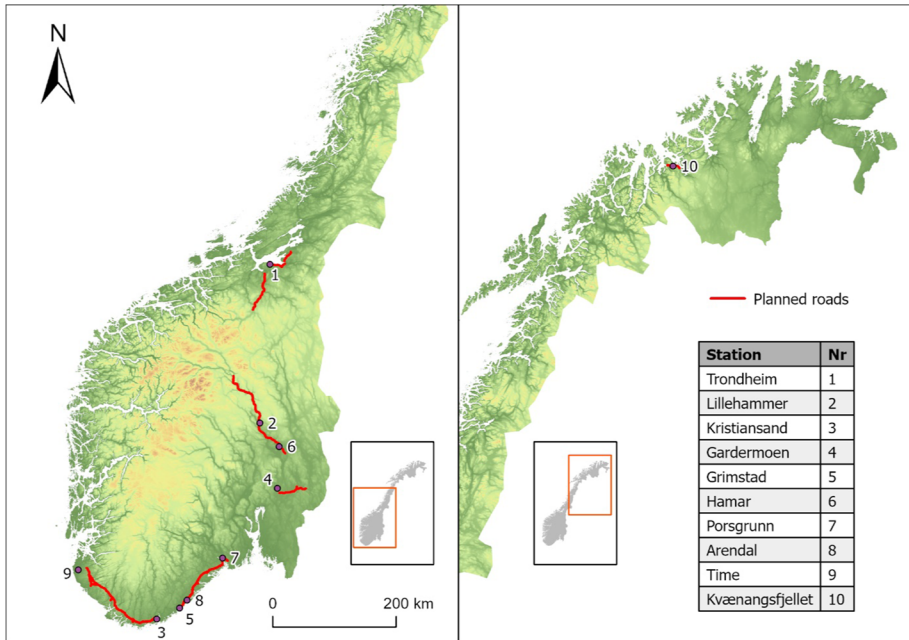 N
1
2
6
4
7
9
8
5
3
0 200 km
10
Planned roads
Station Nr
Trondheim 1
Lillehammer 2
Kristiansand 3
Gardermoen 4
Grimstad 5
Hamar 6
Porsgrunn 7
Arendal 8
Time 9
Kvænangsfjellet 10